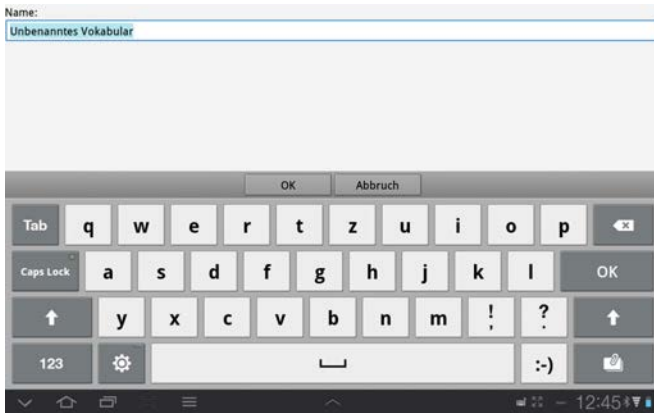 Name:
Unbenanntes Vokabular
OK Abbruch
Tab q w e r t z u i o p
Caps Lock a s d f g h j k l OK
y x c v b n m ! , ? .
123 :-)
12:45